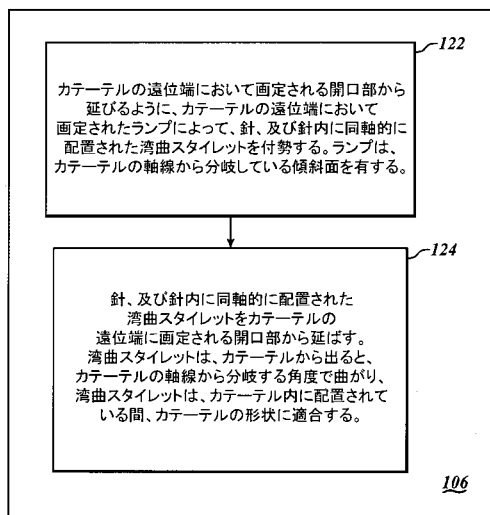 122
カテーテルの遠位端において画定される開口部から
延びるように、カテーテルの遠位端において
画定されたランプによって、針、及び針内に同軸的に
配置された湾曲スタイレットを付勢する。ランプは、
カテーテルの軸線から分岐している傾斜面を有する。
124
針、及び針内に同軸的に配置された
湾曲スタイレットをカテーテルの
遠位端に画定される開口部から延ばす。
湾曲スタイレットは、カテーテルから出ると、
カテーテルの軸線から分岐する角度で曲がり、
湾曲スタイレットは、カテーテル内に配置されて
いる間、カテーテルの形状に適合する。
106